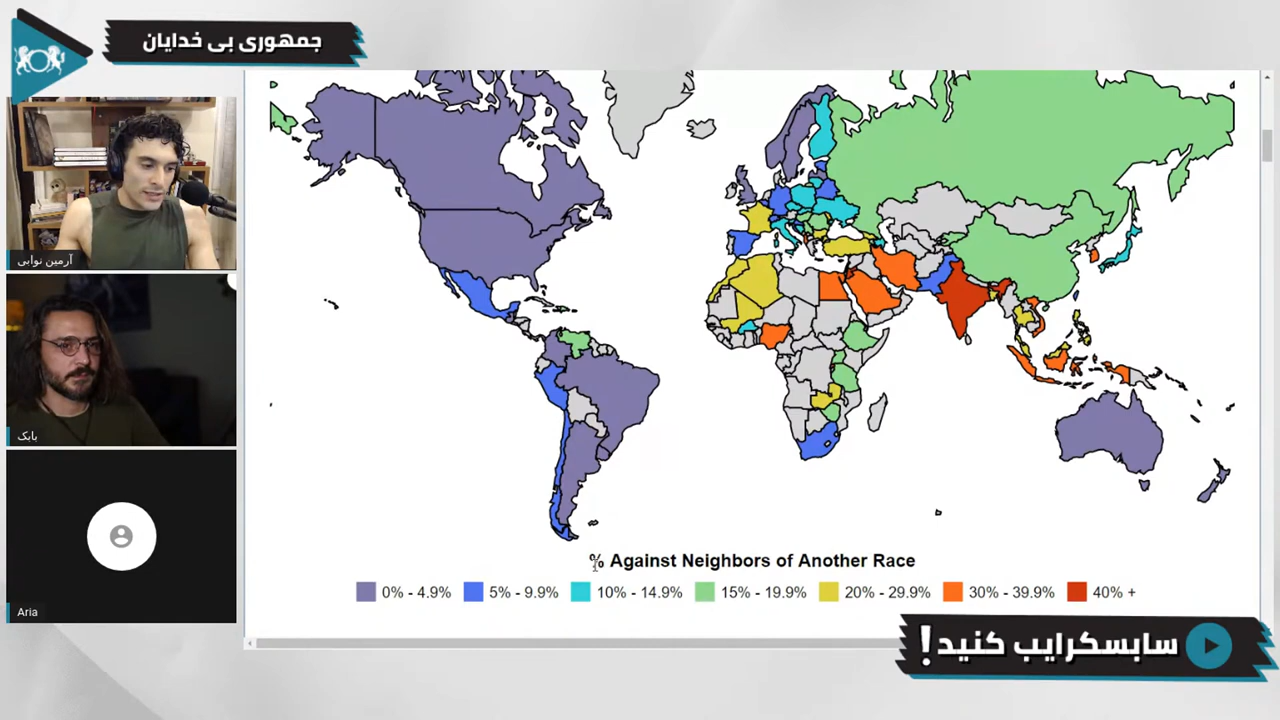 جمهوری بی خدایان
آرمین نوابی
بابک
Aria
% Against Neighbors of Another Race
0% - 4.9% 5% - 9.9% 10% - 14.9% 15% - 19.9% 20% - 29.9% 30% - 39.9% 40% +
سابسکرایب کنید!